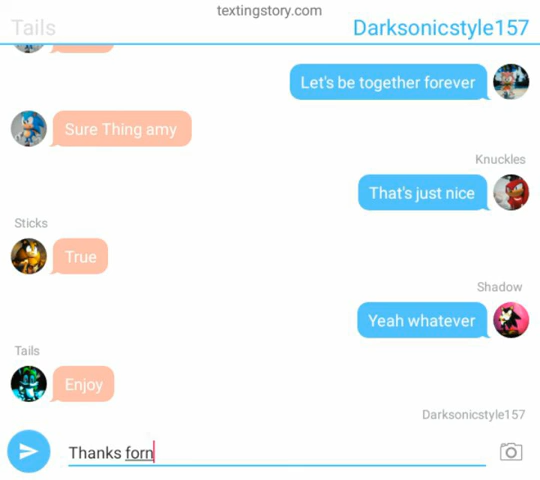 textingstory.com
Tails
Darksonicstyle157
Let's be together forever
Sure Thing amy
Knuckles
That's just nice
Sticks
True
Shadow
Yeah whatever
Tails
Enjoy
Darksonicstyle157
Thanks forn